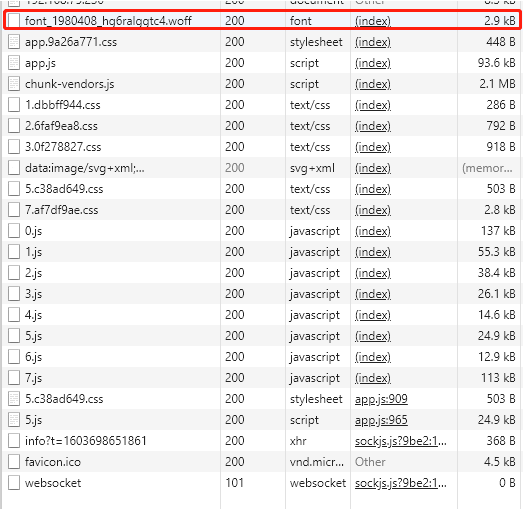 font_1980408_hg6ralggtc4.woff 200 font (index) 2.9 kB
app.9a26a771.css 200 stylesheet (index) 448 B
app.js 200 script (index) 93.6 kB
chunk-vendors.js 200 script (index) 2.1 MB
1.dbbff944.css 200 text/css (index) 286 B
2.6faf9ea8.css 200 text/css (index) 792 B
3.0f278827.css 200 text/css (index) 918 B
data:image/svg+xml;... 200 svg+xml (index) (memor...
5.c38ad649.css 200 text/css (index) 503 B
7.af7df9ae.css 200 text/css (index) 2.8 kB
0.js 200 javascript (index) 137 kB
1.js 200 javascript (index) 55.3 kB
2.js 200 javascript (index) 38.4 kB
3.js 200 javascript (index) 26.1 kB
4.js 200 javascript (index) 14.6 kB
5.js 200 javascript (index) 24.9 kB
6.js 200 javascript (index) 12.9 kB
7.js 200 javascript (index) 113 kB
5.c38ad649.css 200 stylesheet app.js:909 503 B
5.js 200 script app.js:965 24.9 kB
info?t=1603698651861 200 xhr sockjs.js?9be2:1... 368 B
favicon.ico 200 vnd.micr... Other 4.5 kB
websocket 101 websocket sockjs.js?9be2:1... 0 B